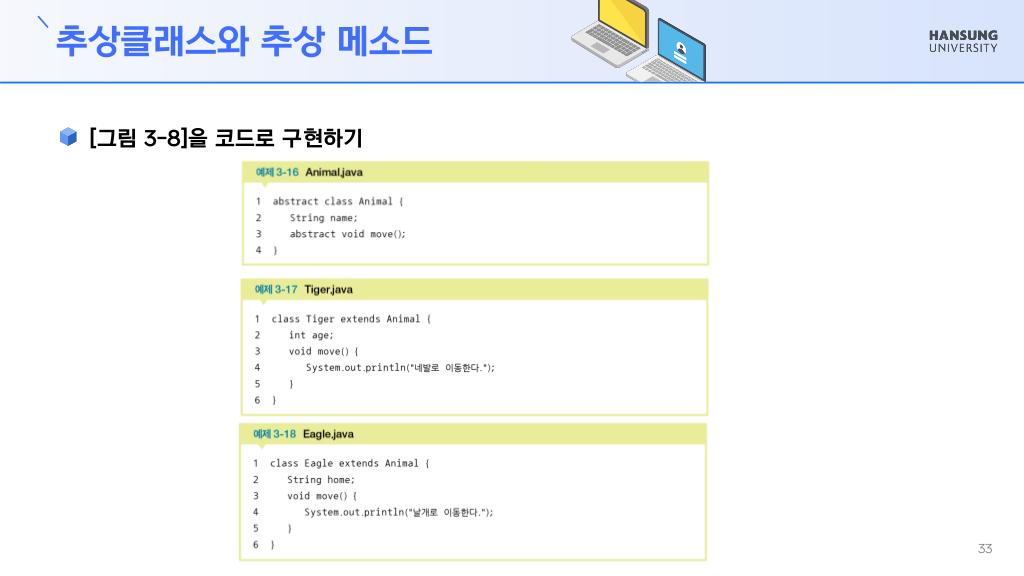 추상클래스와 추상 메소드
HANSUNG
UNIVERSITY
[그림 3-8]을 코드로 구현하기
예제 3-16 Animal.java
1 abstract class Animal {
2 String name;
3 abstract void move();
4 }
예제 3-17 Tiger.java
1 class Tiger extends Animal {
2 int age;
3 void move() {
4 System.out.println("네발로 이동한다.");
5 }
6 }
예제 3-18 Eagle.java
1 class Eagle extends Animal {
2 String home;
3 void move() {
4 System.out.println("날개로 이동한다.");
5 }
6 }
33